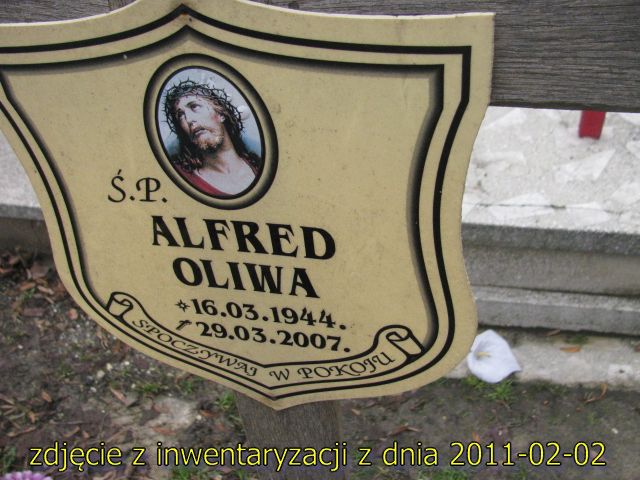 Ś.P.
ALFRED
OLIWA
* 16.03.1944.
† 29.03.2007.
SPOCZYWAJ W POKOJU
zdjęcie z inwentaryzacji z dnia 2011-02-02